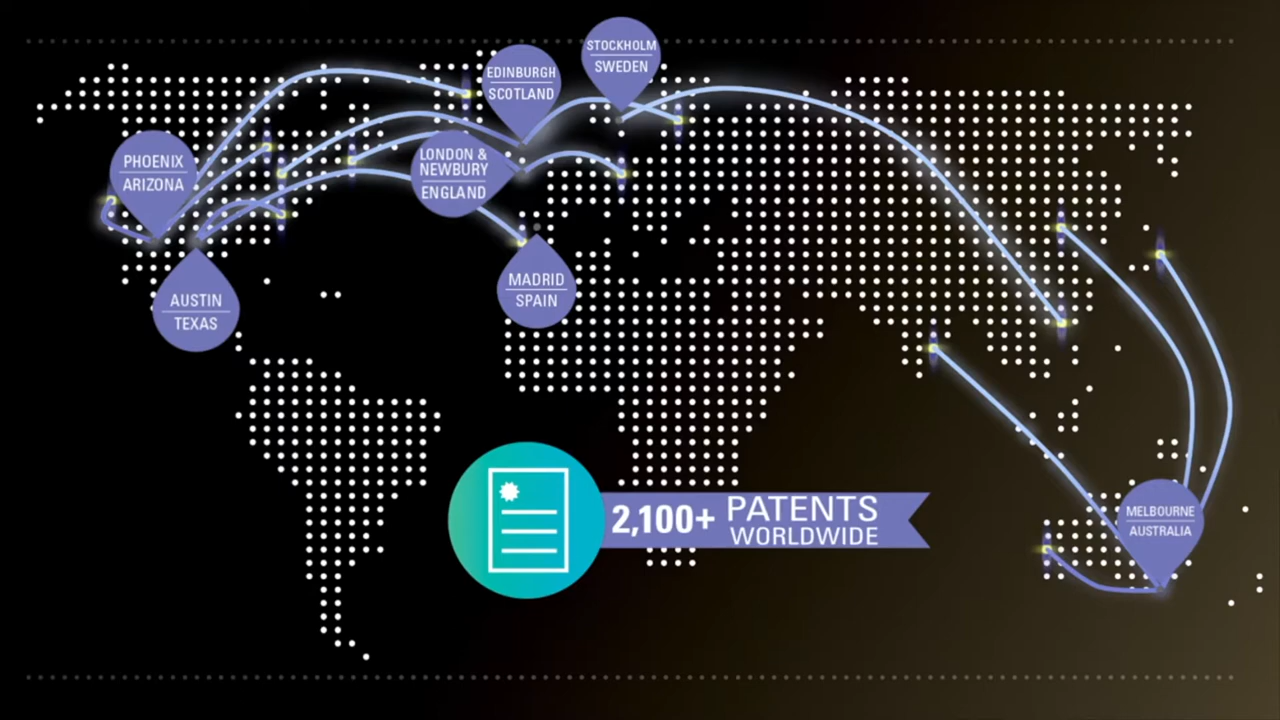 STOCKHOLM
SWEDEN
EDINBURGH
SCOTLAND
PHOENIX
ARIZONA
LONDON &
NEWBURY
ENGLAND
MADRID
SPAIN
AUSTIN
TEXAS
2,100+ PATENTS
WORLDWIDE
MELBOURNE
AUSTRALIA